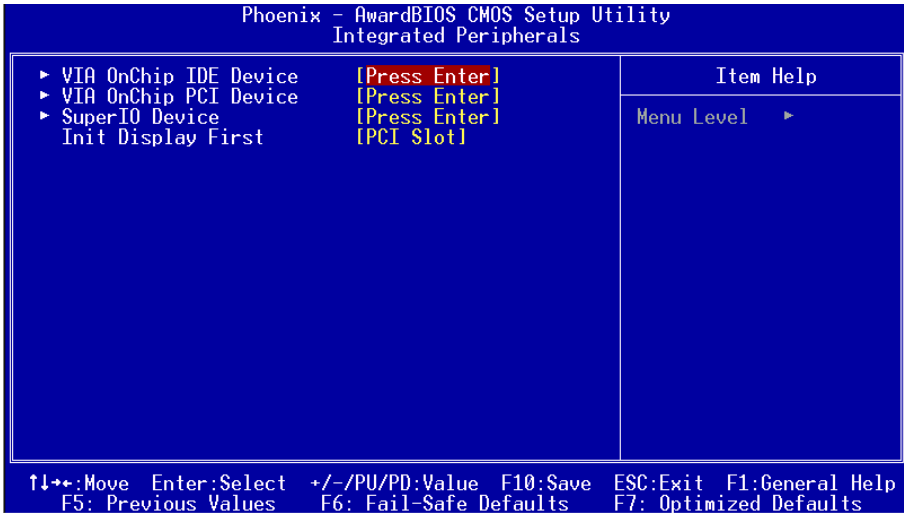 Phoenix - AwardBIOS CMOS Setup Utility
Integrated Peripherals
► VIA OnChip IDE Device [Press Enter]
► VIA OnChip PCI Device [Press Enter]
► SuperIO Device [Press Enter]
Init Display First [PCI Slot]
Item Help
Menu Level ►
↑↓→←:Move Enter:Select +/-/PU/PD:Value F10:Save ESC:Exit F1:General Help
F5: Previous Values F6: Fail-Safe Defaults F7: Optimized Defaults